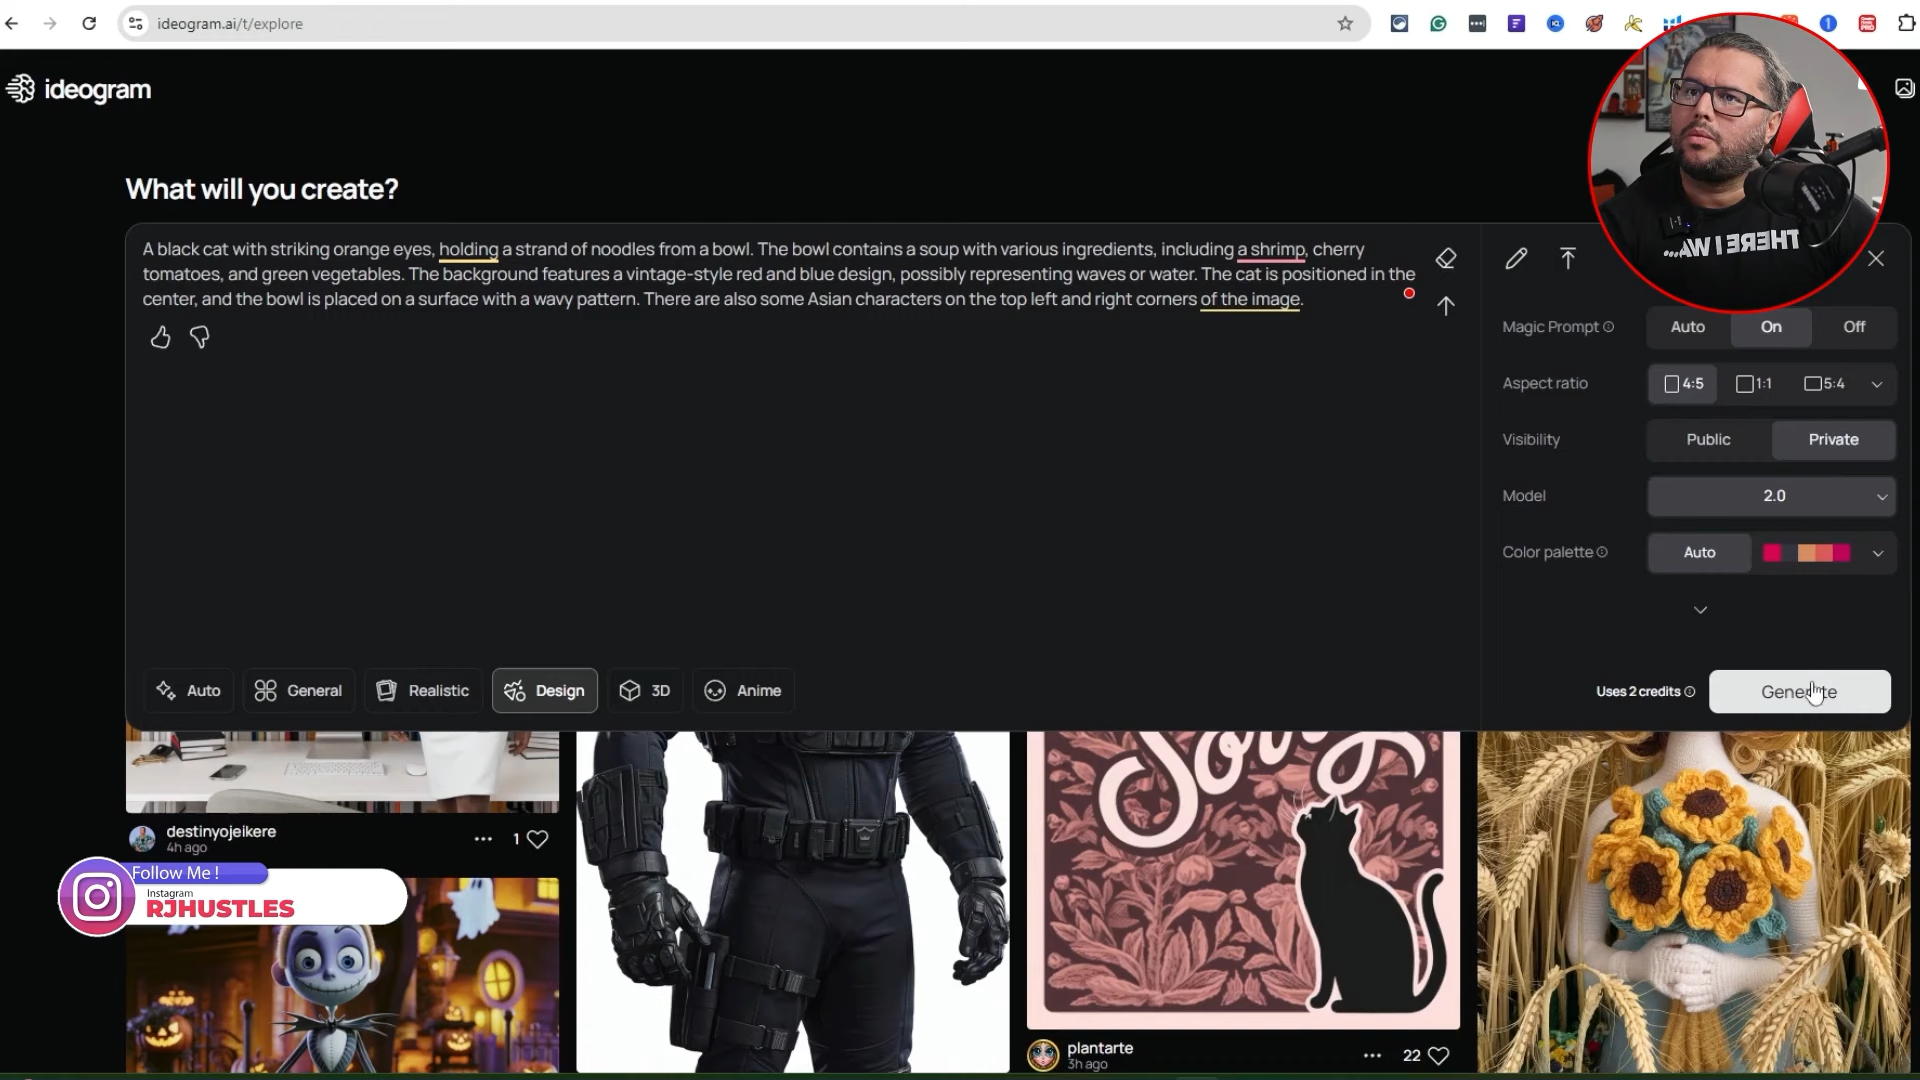 ideogram.ai/t/explore
1
ideogram
THERE I WA...
What will you create?
A black cat with striking orange eyes, holding a strand of noodles from a bowl. The bowl contains a soup with various ingredients, including a shrimp, cherry
tomatoes, and green vegetables. The background features a vintage-style red and blue design, possibly representing waves or water. The cat is positioned in the
center, and the bowl is placed on a surface with a wavy pattern. There are also some Asian characters on the top left and right corners of the image.
Magic Prompt Auto On Off
Aspect ratio 4:5 1:1 5:4
Visibility Public Private
Model 2.0
Color palette Auto
Auto General Realistic Design 3D Anime
Uses 2 credits Generate
Sorry
destinyojeikere
4h ago
1
Follow Me !
Instagram
RJHUSTLES
plantarte
3h ago
22